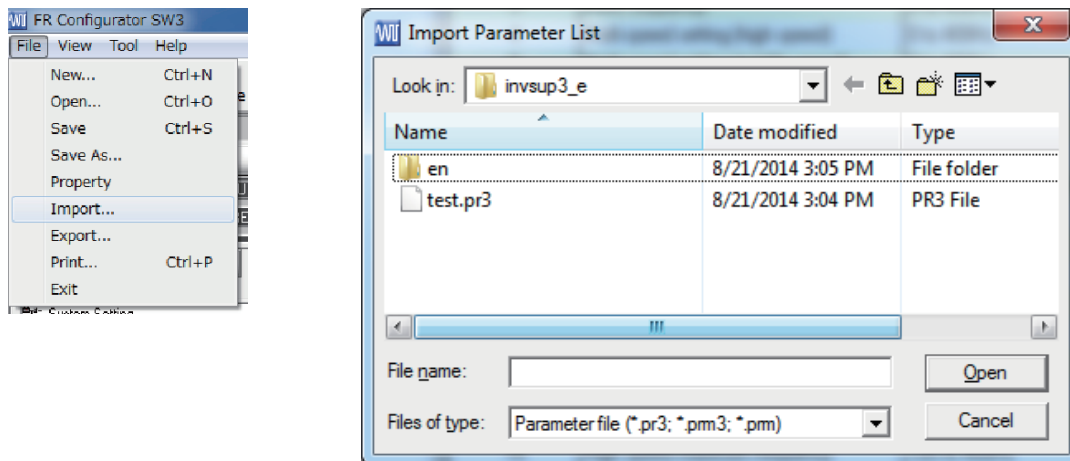 FR Configurator SW3
File View Tool Help
New... Ctrl+N
Open... Ctrl+O
Save Ctrl+S
Save As...
Property
Import...
Export...
Print... Ctrl+P
Exit
Import Parameter List
Look in: invsup3_e
Name Date modified Type
en 8/21/2014 3:05 PM File folder
test.pr3 8/21/2014 3:04 PM PR3 File
File name: Open
Files of type: Parameter file (*.pr3; *.prm3; *.prm) Cancel